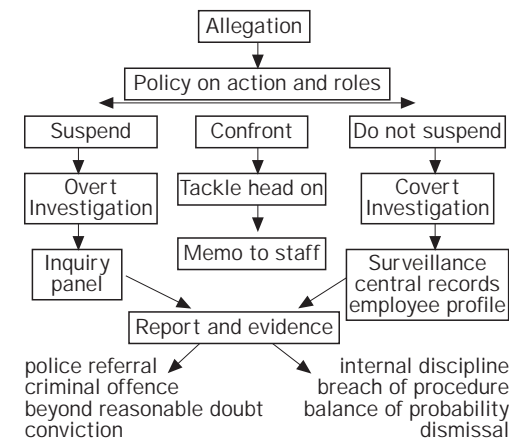 Allegation
Policy on action and roles
Suspend
Confront
Do not suspend
Overt
Investigation
Tackle head on
Covert
Investigation
Inquiry
panel
Memo to staff
Surveillance
central records
employee profile
Report and evidence
police referral
criminal offence
beyond reasonable doubt
conviction
internal discipline
breach of procedure
balance of probability
dismissal